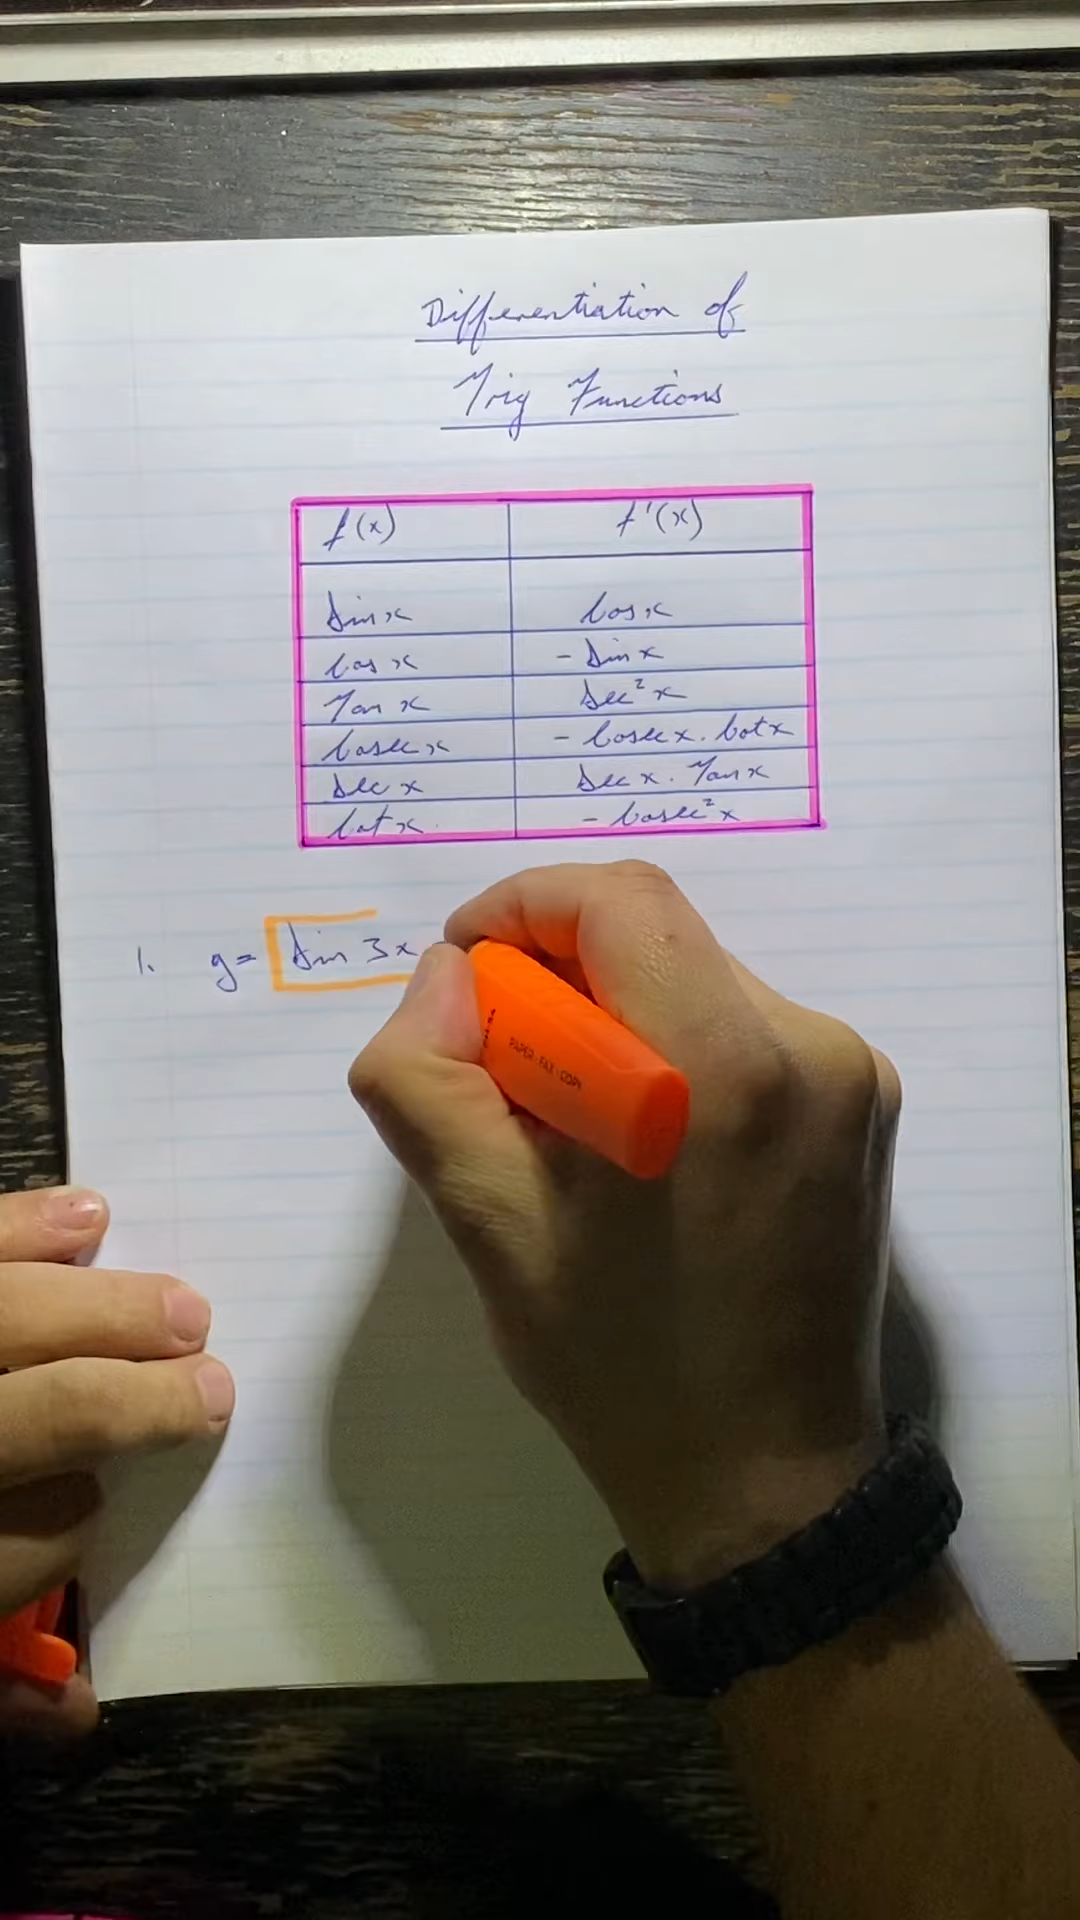 Differentiation of
Trig Functions
f(x) f'(x)
Sin x Cos x
Cos x - Sin x
Tan x Sec² x
Cosec x - Cosec x . Cot x
Sec x Sec x . Tan x
Cot x - Cosec² x
1. y = Sin 3x
PAPER · FAX · COPY